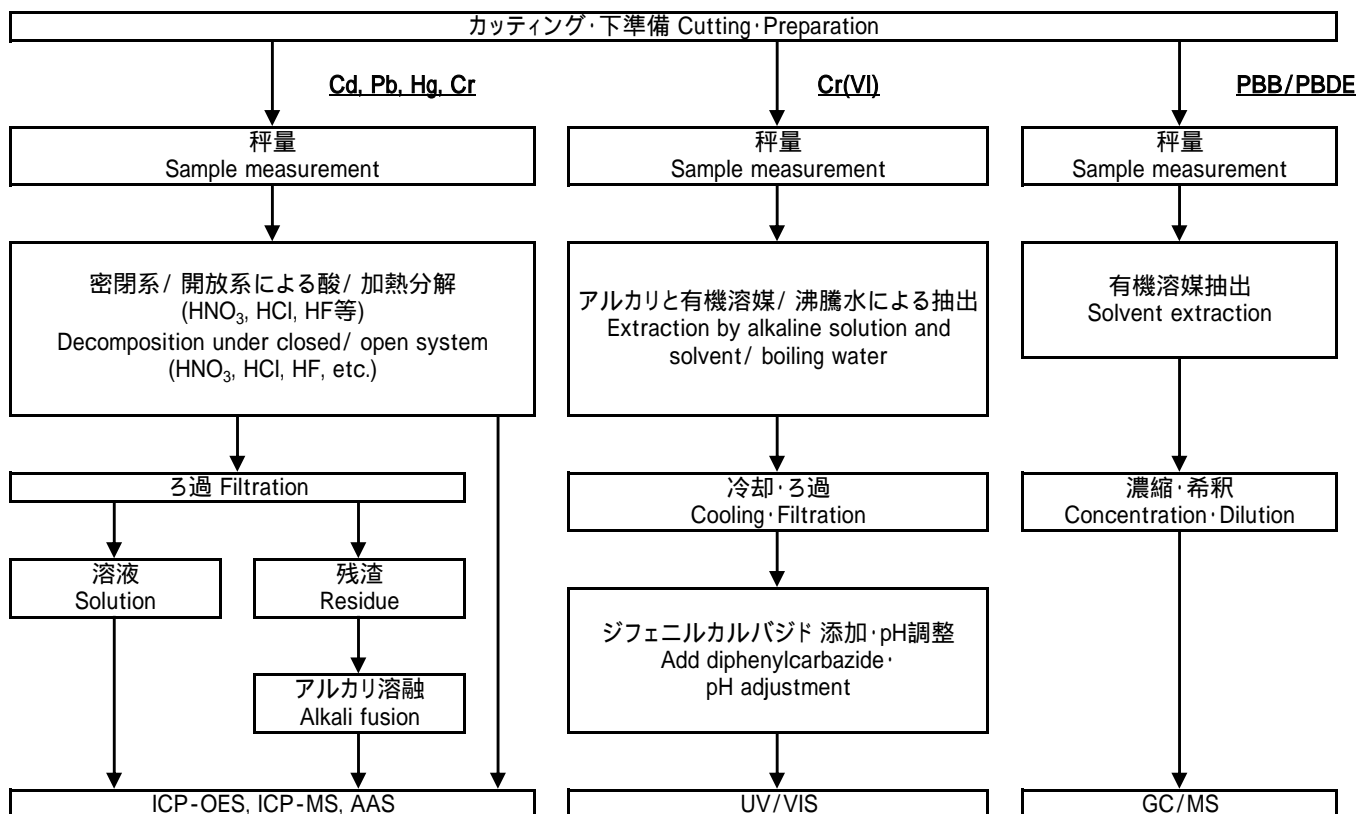 カッティング・下準備 Cutting・Preparation
Cd, Pb, Hg, Cr
Cr(VI)
PBB/PBDE
秤量
Sample measurement
秤量
Sample measurement
秤量
Sample measurement
密閉系/ 開放系による酸/ 加熱分解
(HNO₃, HCl, HF等)
Decomposition under closed/ open system
(HNO₃, HCl, HF, etc.)
アルカリと有機溶媒/ 沸騰水による抽出
Extraction by alkaline solution and
solvent/ boiling water
有機溶媒抽出
Solvent extraction
ろ過 Filtration
冷却・ろ過
Cooling・Filtration
濃縮・希釈
Concentration・Dilution
溶液
Solution
残渣
Residue
アルカリ溶融
Alkali fusion
ジフェニルカルバジド 添加・pH調整
Add diphenylcarbazide・
pH adjustment
ICP-OES, ICP-MS, AAS
UV/VIS
GC/MS